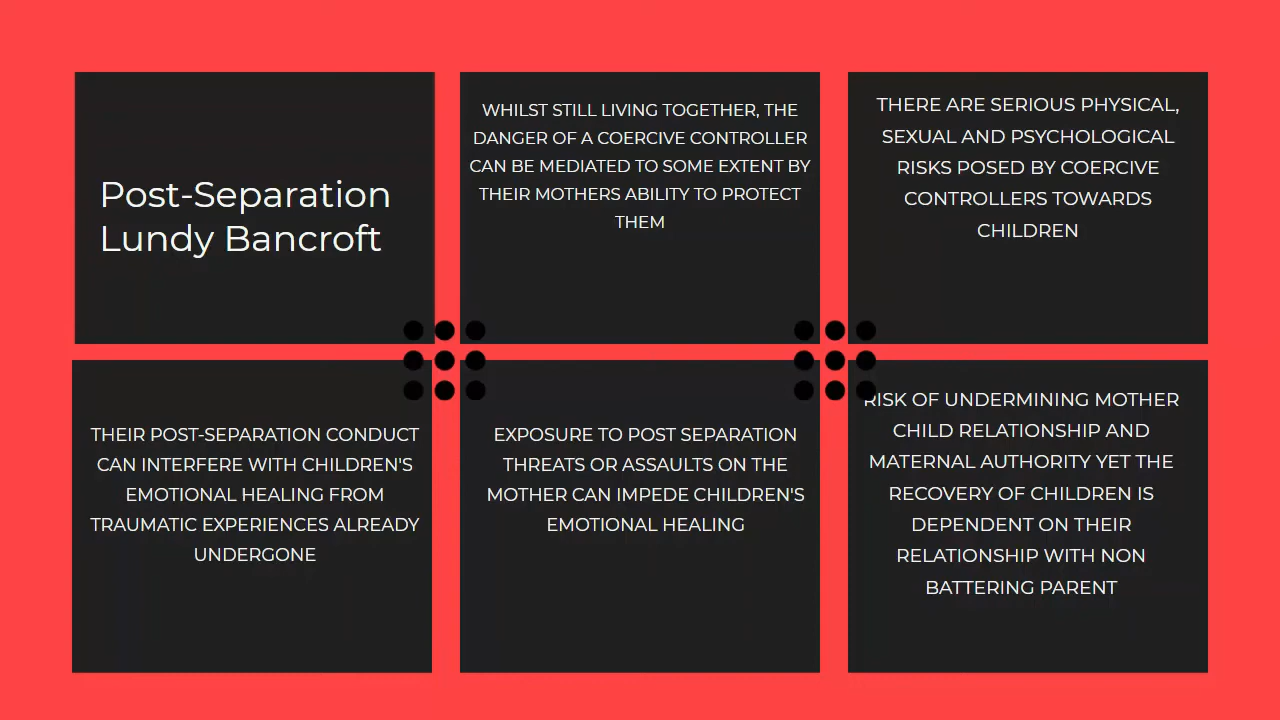 Post-Separation
Lundy Bancroft
WHILST STILL LIVING TOGETHER, THE
DANGER OF A COERCIVE CONTROLLER
CAN BE MEDIATED TO SOME EXTENT BY
THEIR MOTHERS ABILITY TO PROTECT
THEM
THERE ARE SERIOUS PHYSICAL,
SEXUAL AND PSYCHOLOGICAL
RISKS POSED BY COERCIVE
CONTROLLERS TOWARDS
CHILDREN
THEIR POST-SEPARATION CONDUCT
CAN INTERFERE WITH CHILDREN'S
EMOTIONAL HEALING FROM
TRAUMATIC EXPERIENCES ALREADY
UNDERGONE
EXPOSURE TO POST SEPARATION
THREATS OR ASSAULTS ON THE
MOTHER CAN IMPEDE CHILDREN'S
EMOTIONAL HEALING
RISK OF UNDERMINING MOTHER
CHILD RELATIONSHIP AND
MATERNAL AUTHORITY YET THE
RECOVERY OF CHILDREN IS
DEPENDENT ON THEIR
RELATIONSHIP WITH NON
BATTERING PARENT